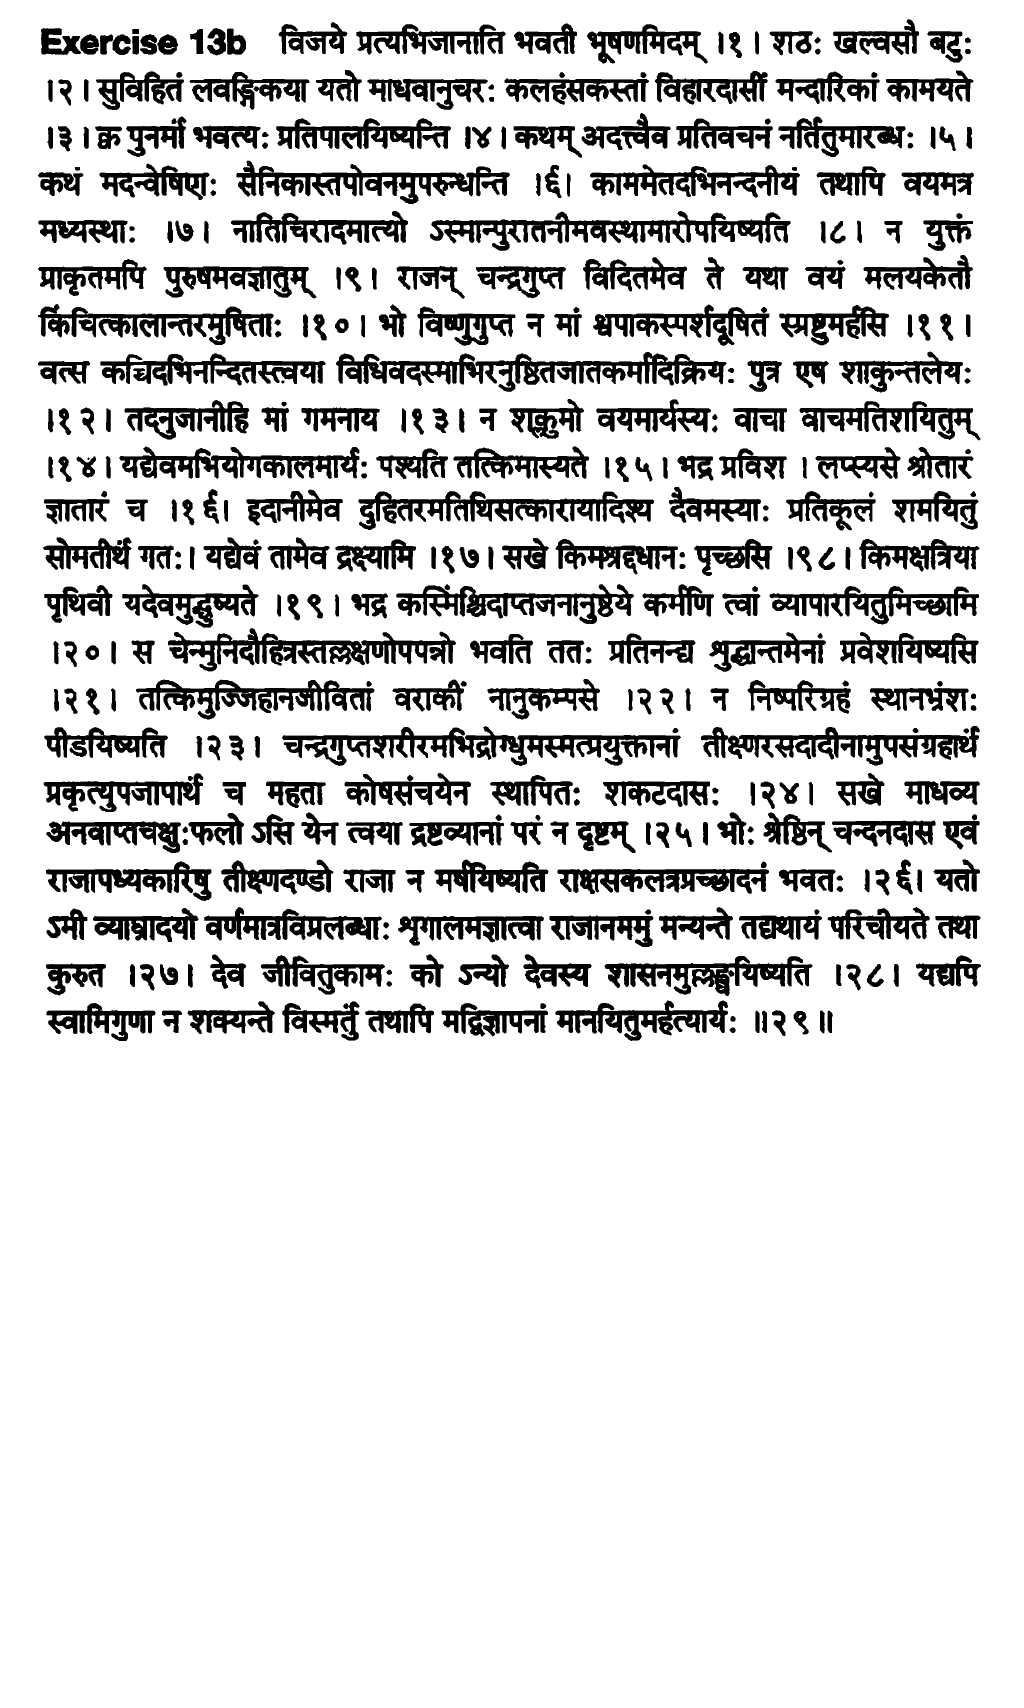 Exercise 13b विजये प्रत्यभिजानाति भवती भूषणमिदम् ।१। शठः खल्वसौ बटुः
।२। सुविहितं लवङ्गिकया यतो माधवानुचरः कलहंसकस्तां विहारदासीं मन्दारिकां कामयते
।३। क्व पुनर्मां भवत्यः प्रतिपालयिष्यन्ति ।४। कथम् अदत्त्वैव प्रतिवचनं नर्तितुमारब्धः ।५।
कथं मदन्वेषिणः सैनिकास्तपोवनमुपरुन्धन्ति ।६। काममेतदभिनन्दनीयं तथापि वयमत्र
मध्यस्थाः ।७। नातिचिरादमात्यो ऽस्मान्पुरातनीमवस्थामारोपयिष्यति ।८। न युक्तं
प्राकृतमपि पुरुषमवज्ञातुम् ।९। राजन् चन्द्रगुप्त विदितमेव ते यथा वयं मलयकेतौ
किंचित्कालान्तरमुषिताः ।१०। भो विष्णुगुप्त न मां श्वपाकस्पर्शदूषितं स्प्रष्टुमर्हसि ।११।
वत्स कच्चिदभिनन्दितस्त्वया विधिवदस्माभिरनुष्ठितजातकर्मादिक्रियः पुत्र एष शाकुन्तलेयः
।१२। तदनुजानीहि मां गमनाय ।१३। न शक्नुमो वयमार्यस्यः वाचा वाचमतिशयितुम्
।१४। यद्येवमभियोगकालमार्यः पश्यति तत्किमास्यते ।१५। भद्र प्रविश । लप्स्यसे श्रोतारं
ज्ञातारं च ।१६। इदानीमेव दुहितरमतिथिसत्कारायादिश्य दैवमस्याः प्रतिकूलं शमयितुं
सोमतीर्थं गतः। यद्येवं तामेव द्रक्ष्यामि ।१७। सखे किमश्रद्दधानः पृच्छसि ।१८। किमक्षत्रिया
पृथिवी यदेवमुद्घुष्यते ।१९। भद्र कस्मिंश्चिदाप्तजनानुष्ठेये कर्मणि त्वां व्यापारयितुमिच्छामि
।२०। स चेन्मुनिदौहित्रस्तल्लक्षणोपपन्नो भवति ततः प्रतिनन्द्य शुद्धान्तमेनां प्रवेशयिष्यसि
।२१। तत्किमुज्जिहानजीवितां वराकीं नानुकम्पसे ।२२। न निष्परिग्रहं स्थानभ्रंशः
पीडयिष्यति ।२३। चन्द्रगुप्तशरीरमभिद्रोग्धुमस्मत्प्रयुक्तानां तीक्ष्णरसदादीनामुपसंग्रहार्थं
प्रकृत्युपजापार्थं च महता कोषसंचयेन स्थापितः शकटदासः ।२४। सखे माधव्य
अनवाप्तचक्षुःफलो ऽसि येन त्वया द्रष्टव्यानां परं न दृष्टम् ।२५। भोः श्रेष्ठिन् चन्दनदास एवं
राजापथ्यकारिषु तीक्ष्णदण्डो राजा न मर्षयिष्यति राक्षसकलत्रप्रच्छादनं भवतः ।२६। यतो
ऽमी व्याघ्रादयो वर्णमात्रविप्रलब्धाः शृगालमज्ञात्वा राजानममुं मन्यन्ते तद्यथायं परिचीयते तथा
कुरुत ।२७। देव जीवितुकामः को ऽन्यो देवस्य शासनमुल्लङ्घयिष्यति ।२८। यद्यपि
स्वामिगुणा न शक्यन्ते विस्मर्तुं तथापि मद्विज्ञापनां मानयितुमर्हत्यार्यः ॥२९॥